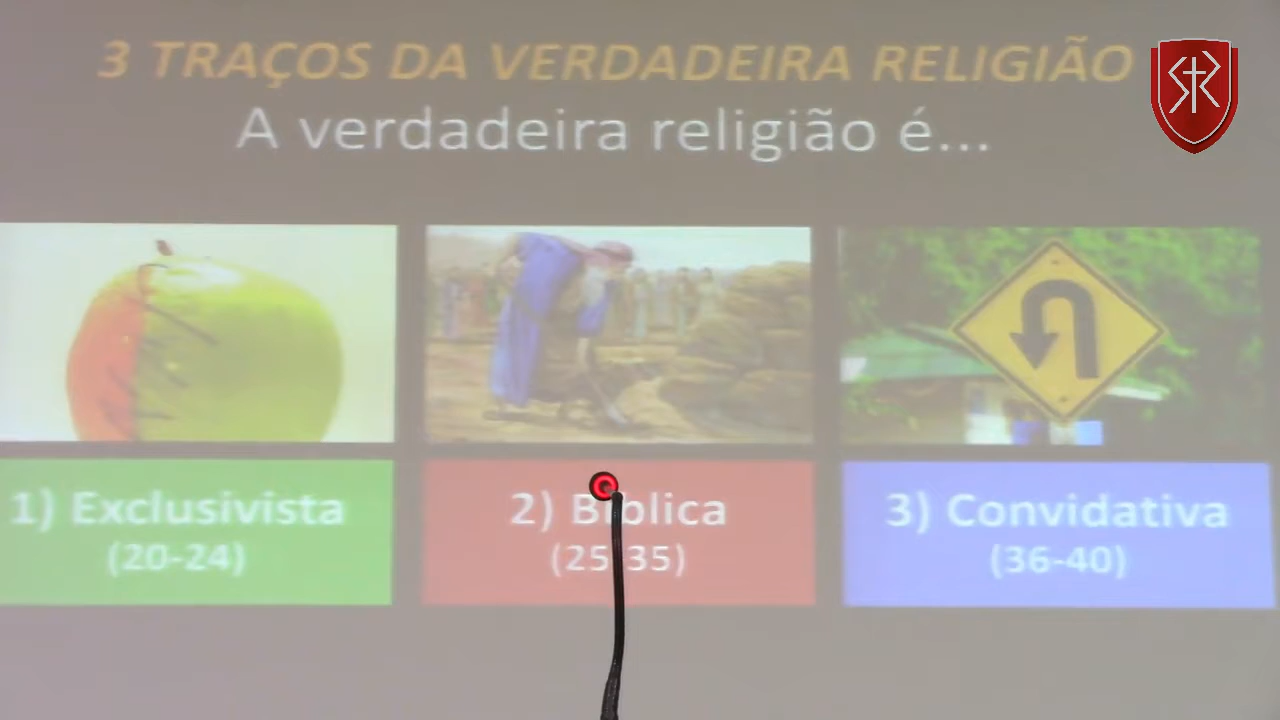 3 TRAÇOS DA VERDADEIRA RELIGIÃO
A verdadeira religião é...
1) Exclusivista
(20-24)
2) Bíblica
(25-35)
3) Convidativa
(36-40)